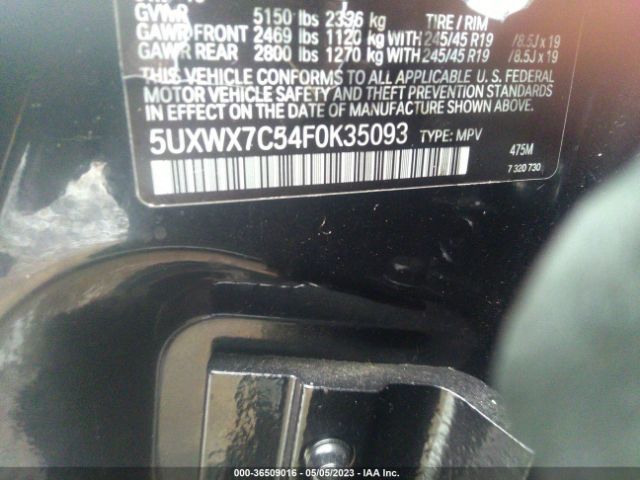 GVWR 5150 lbs 2336 kg TIRE / RIM
GAWR FRONT 2469 lbs 1120 kg WITH 245/45 R19 /8.5J x 19
GAWR REAR 2800 lbs 1270 kg WITH 245/45 R19 /8.5J x 19
THIS VEHICLE CONFORMS TO ALL APPLICABLE U. S. FEDERAL
MOTOR VEHICLE SAFETY AND THEFT PREVENTION STANDARDS
IN EFFECT ON THE DATE OF MANUFACTURE SHOWN ABOVE.
5UXWX7C54F0K35093 TYPE: MPV 475M
7 320 730
000-36509016 - 05/05/2023 - IAA Inc.